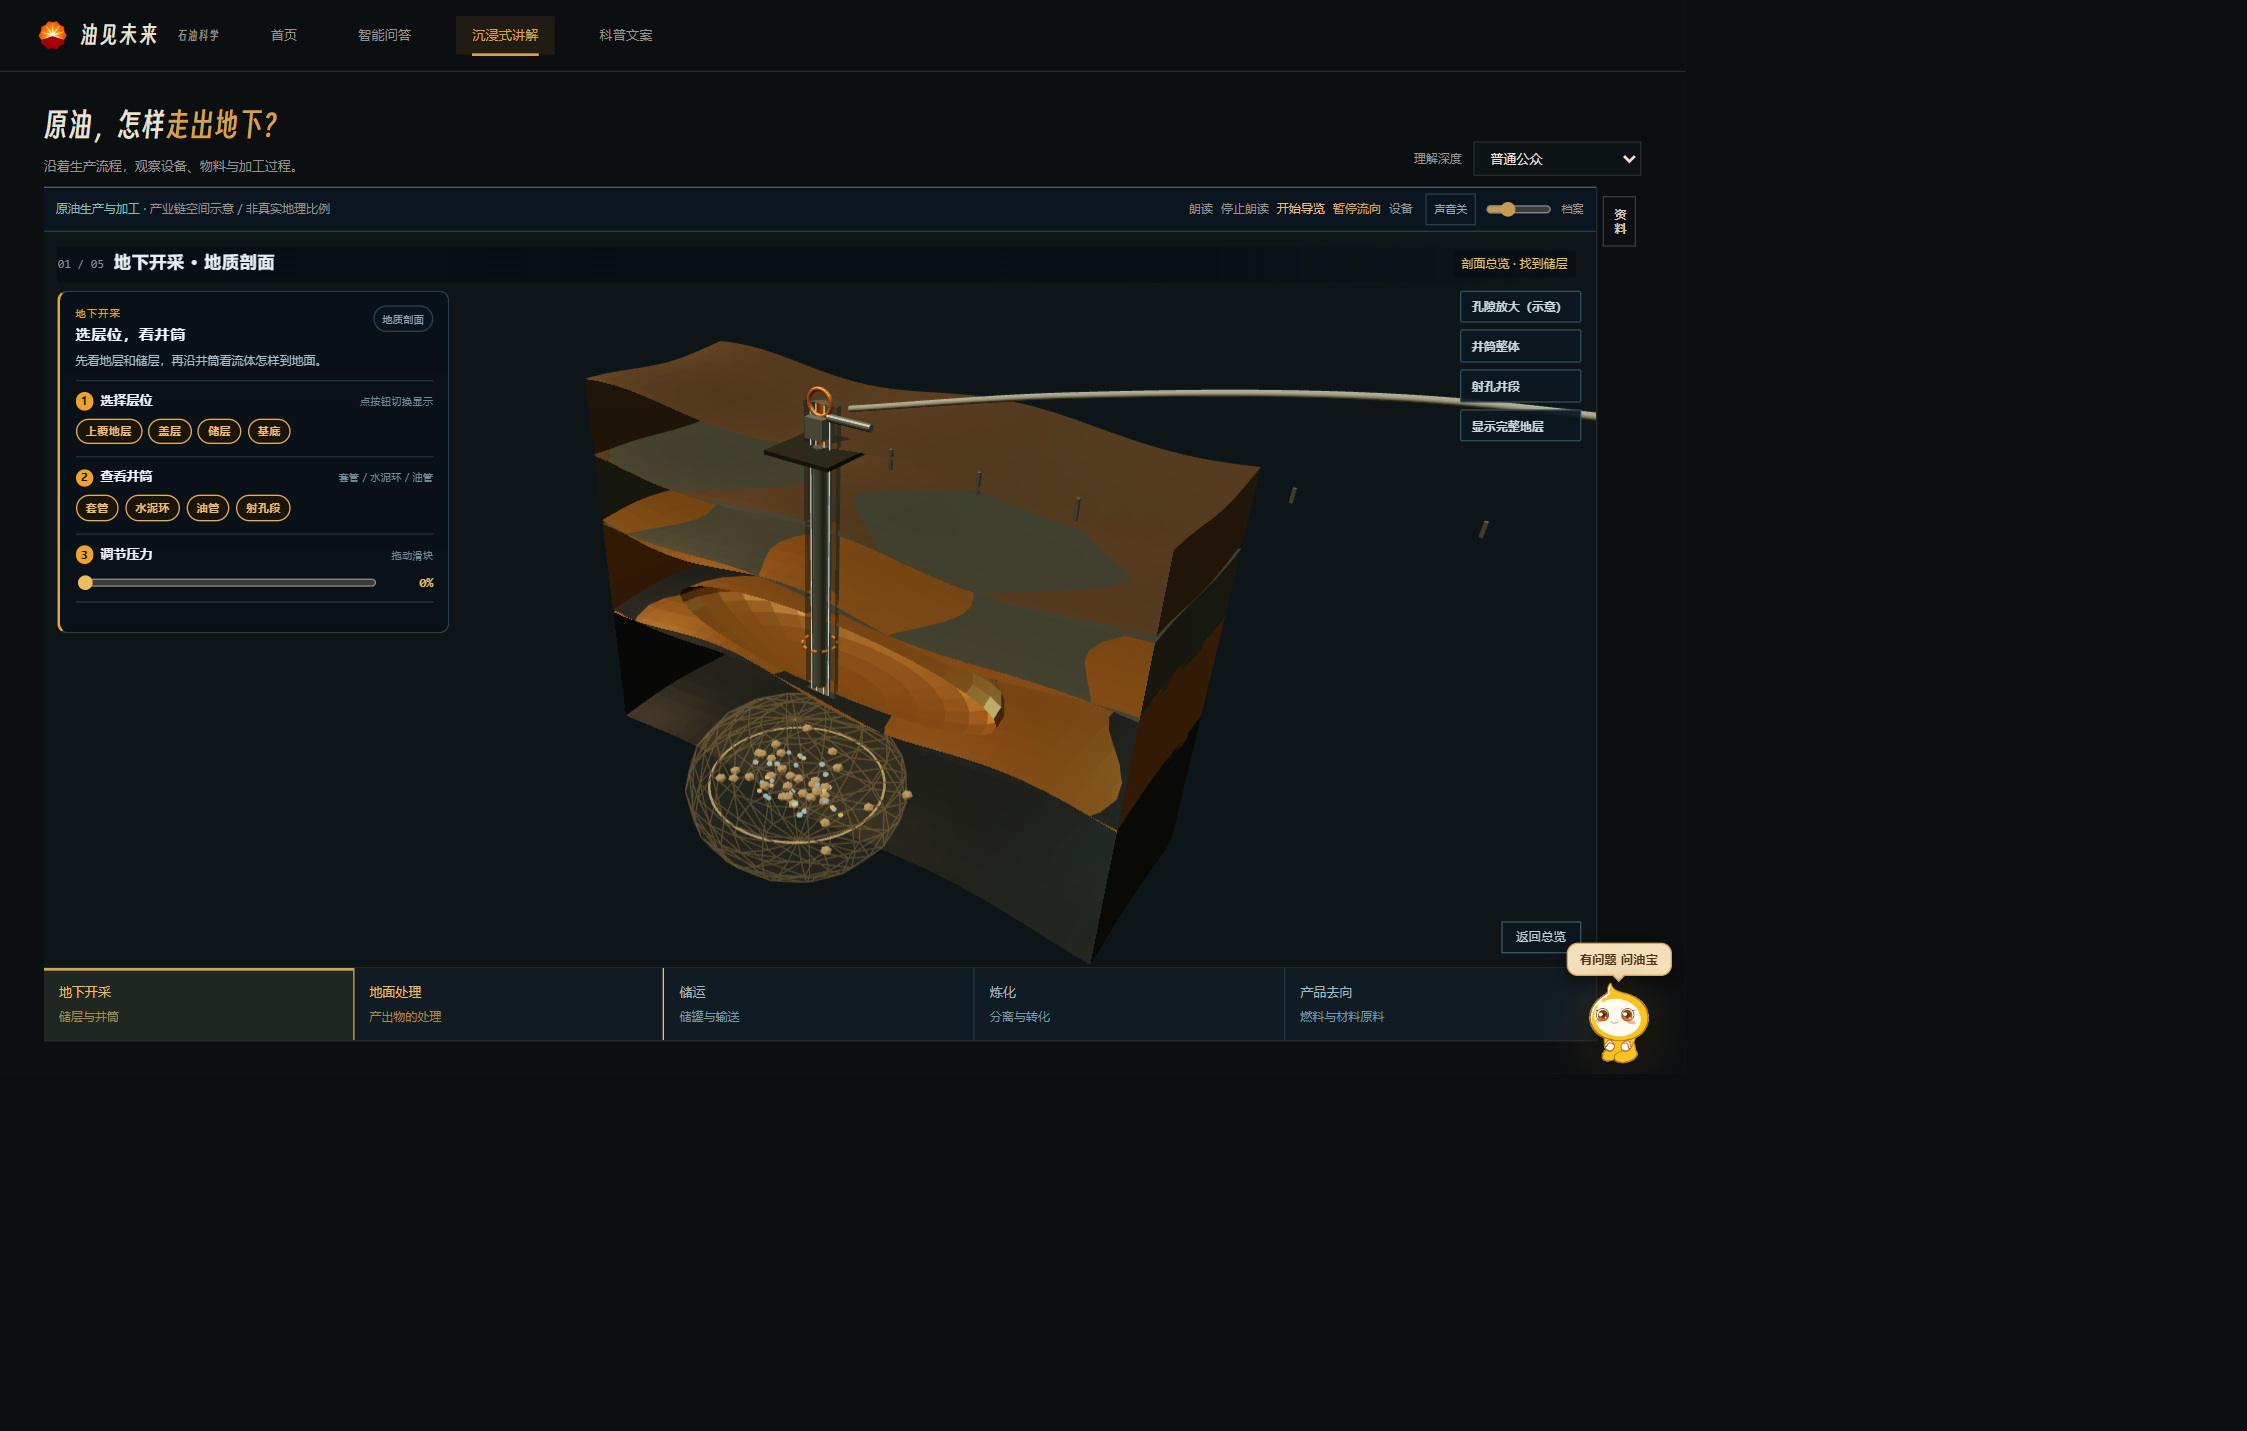 油见未来 石油科学 首页 智能问答 沉浸式讲解 科普文案
原油，怎样走出地下？
沿着生产流程，观察设备、物料与加工过程。
理解深度 普通公众
原油生产与加工 · 产业链空间示意 / 非真实地理比例
朗读 停止朗读 开始导览 暂停流向 设备 声音关 档案
资料
01 / 05 地下开采 • 地质剖面
剖面总览 · 找到储层
地下开采
地质剖面
选层位，看井筒
先看地层和储层，再沿井筒看流体怎样到地面。
1 选择层位 点按钮切换显示
上覆地层 盖层 储层 基底
2 查看井筒 套管 / 水泥环 / 油管
套管 水泥环 油管 射孔段
3 调节压力 拖动滑块
0%
孔隙放大（示意）
井筒整体
射孔井段
显示完整地层
返回总览
有问题 问油宝
地下开采
储层与井筒
地面处理
产出物的处理
储运
储罐与输送
炼化
分离与转化
产品去向
燃料与材料原料